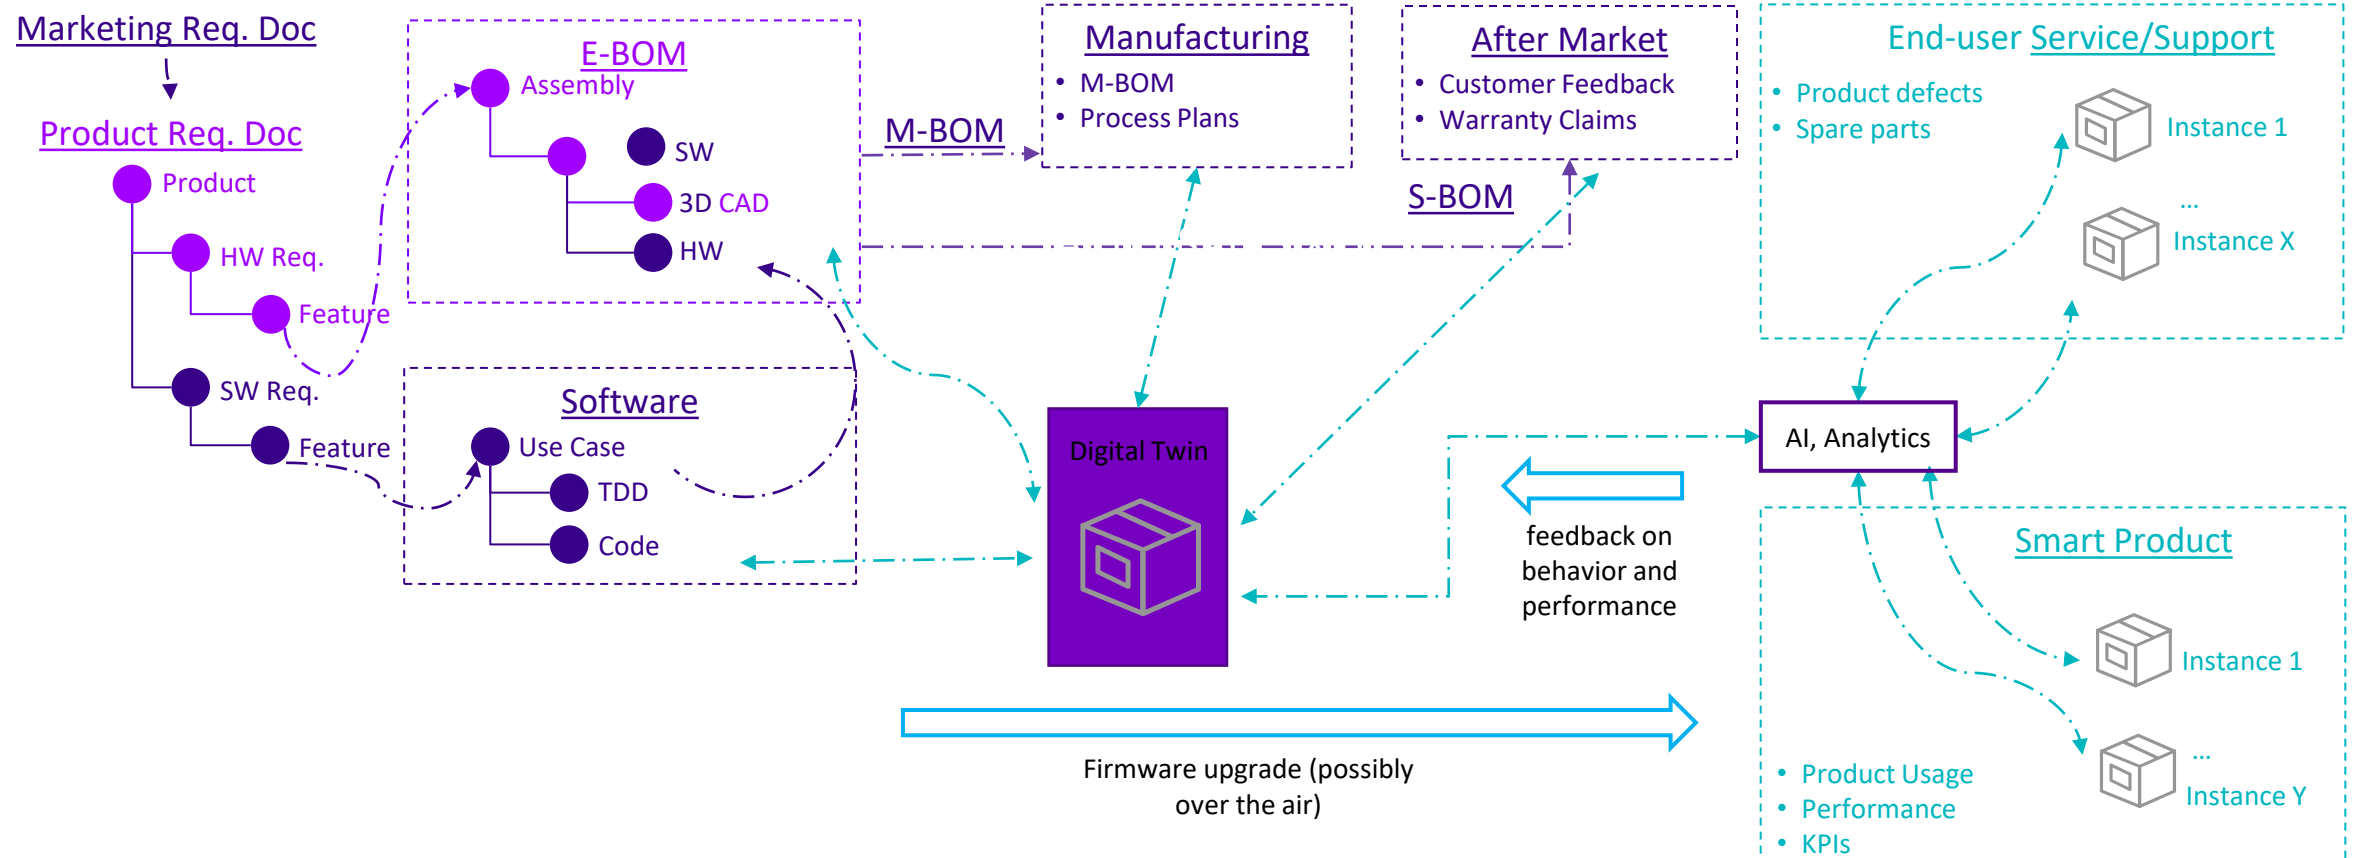 Marketing Req. Doc
Product Req. Doc
Product
HW Req.
Feature
SW Req.
Feature
E-BOM
Assembly
SW
3D CAD
HW
Software
Use Case
TDD
Code
M-BOM
Manufacturing
• M-BOM
• Process Plans
After Market
• Customer Feedback
• Warranty Claims
S-BOM
End-user Service/Support
• Product defects
• Spare parts
Instance 1
...
Instance X
Digital Twin
AI, Analytics
feedback on
behavior and
performance
Firmware upgrade (possibly
over the air)
Smart Product
Instance 1
...
Instance Y
• Product Usage
• Performance
• KPIs